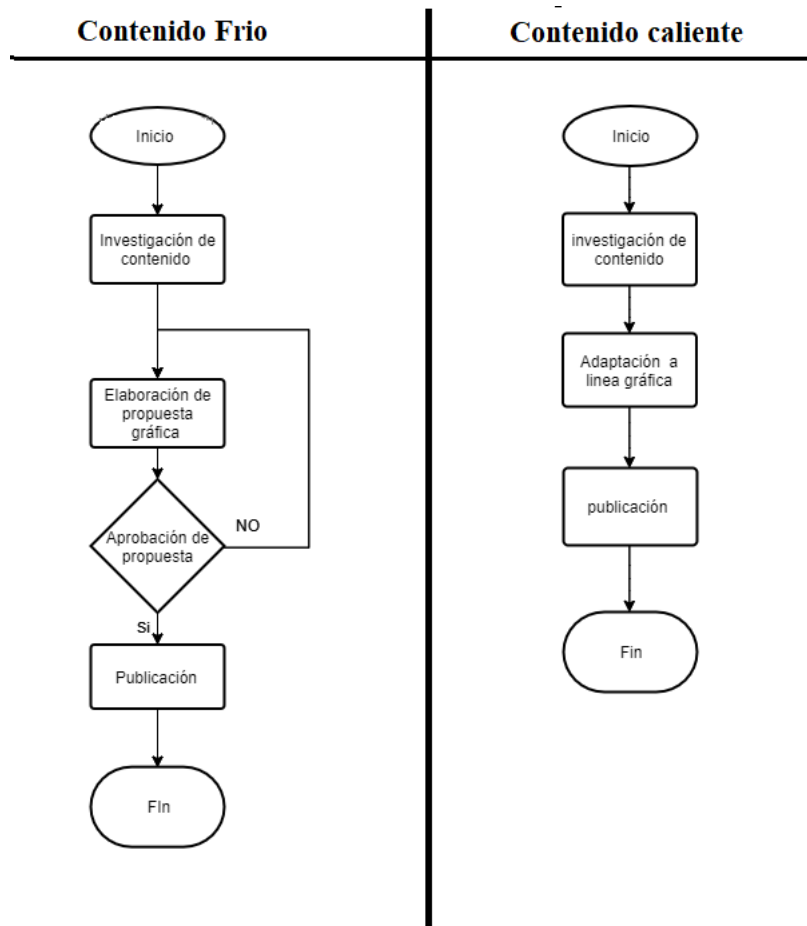 Contenido Frio
Inicio
Investigación de
contenido
Elaboración de
propuesta
gráfica
Aprobación de
propuesta
NO
Si
Publicación
FIn
Contenido caliente
Inicio
investigación de
contenido
Adaptación a
linea gráfica
publicación
Fin